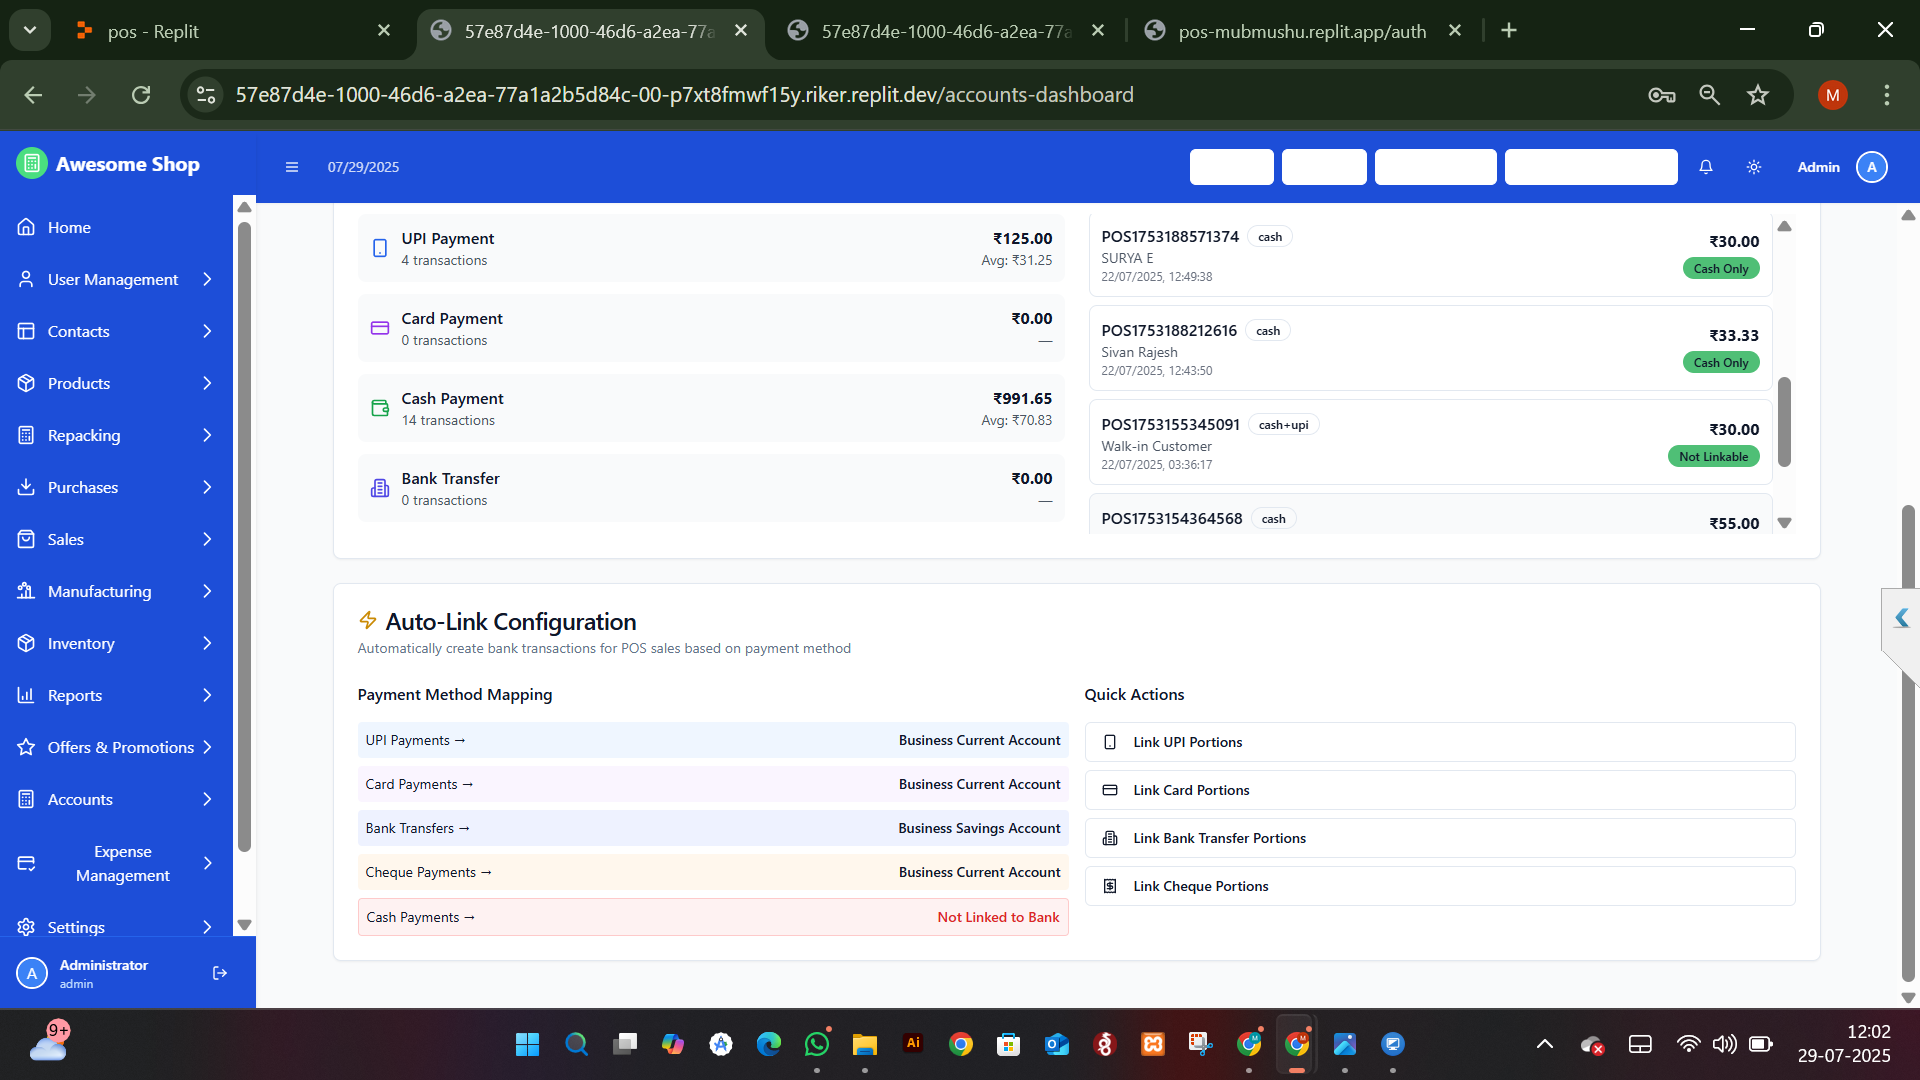 pos - Replit
57e87d4e-1000-46d6-a2ea-77a
57e87d4e-1000-46d6-a2ea-77a
pos-mubmushu.replit.app/auth
57e87d4e-1000-46d6-a2ea-77a1a2b5d84c-00-p7xt8fmwf15y.riker.replit.dev/accounts-dashboard
M
Awesome Shop
07/29/2025
Admin
A
Home
User Management
Contacts
Products
Repacking
Purchases
Sales
Manufacturing
Inventory
Reports
Offers & Promotions
Accounts
Expense
Management
Settings
A
Administrator
admin
UPI Payment
4 transactions
₹125.00
Avg: ₹31.25
Card Payment
0 transactions
₹0.00
—
Cash Payment
14 transactions
₹991.65
Avg: ₹70.83
Bank Transfer
0 transactions
₹0.00
—
POS1753188571374 cash
SURYA E
22/07/2025, 12:49:38
₹30.00
Cash Only
POS1753188212616 cash
Sivan Rajesh
22/07/2025, 12:43:50
₹33.33
Cash Only
POS1753155345091 cash+upi
Walk-in Customer
22/07/2025, 03:36:17
₹30.00
Not Linkable
POS1753154364568 cash
₹55.00
Auto-Link Configuration
Automatically create bank transactions for POS sales based on payment method
Payment Method Mapping
UPI Payments → Business Current Account
Card Payments → Business Current Account
Bank Transfers → Business Savings Account
Cheque Payments → Business Current Account
Cash Payments → Not Linked to Bank
Quick Actions
Link UPI Portions
Link Card Portions
Link Bank Transfer Portions
Link Cheque Portions
9+
Ai
12:02
29-07-2025